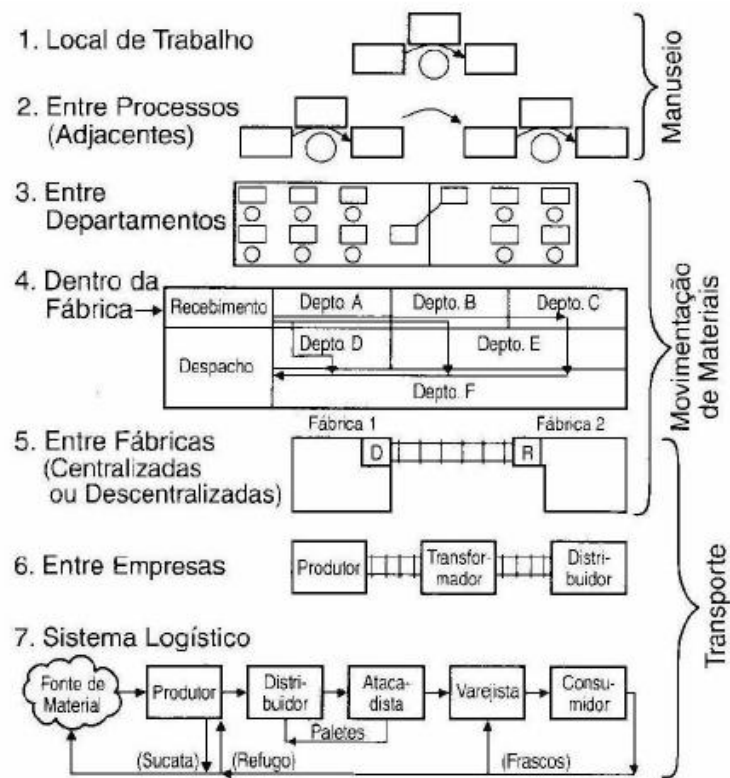 1. Local de Trabalho
2. Entre Processos
(Adjacentes)
Manuseio
3. Entre
Departamentos
4. Dentro da
Fábrica
Recebimento
Depto. A
Depto. B
Depto. C
Despacho
Depto. D
Depto. E
Depto. F
Movimentação
de Materiais
5. Entre Fábricas
(Centralizadas
ou Descentralizadas)
Fábrica 1
Fábrica 2
D
R
6. Entre Empresas
Produtor
Transfor-
mador
Distri-
buidor
7. Sistema Logístico
Fonte de
Material
Produtor
Distri-
buidor
Ataca-
dista
Varejista
Consu-
midor
Paletes
(Sucata)
(Refugo)
(Frascos)
Transporte